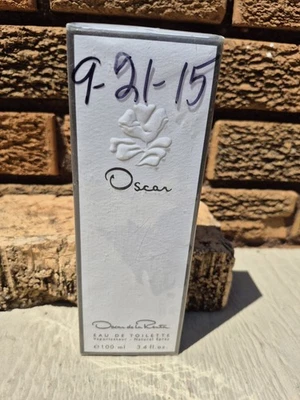 9-21-15
Oscar
Oscar de la Renta
EAU DE TOILETTE
Vaporisateur - Natural Spray
℮100 ml 3.4 fl.oz.